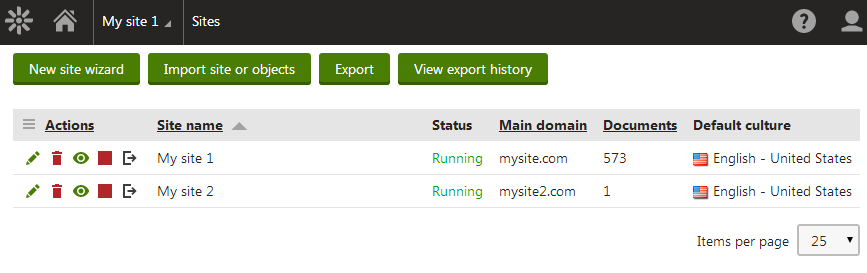 My site 1 Sites
New site wizard Import site or objects Export View export history
Actions Site name Status Main domain Documents Default culture
My site 1 Running mysite.com 573 English - United States
My site 2 Running mysite2.com 1 English - United States
Items per page 25